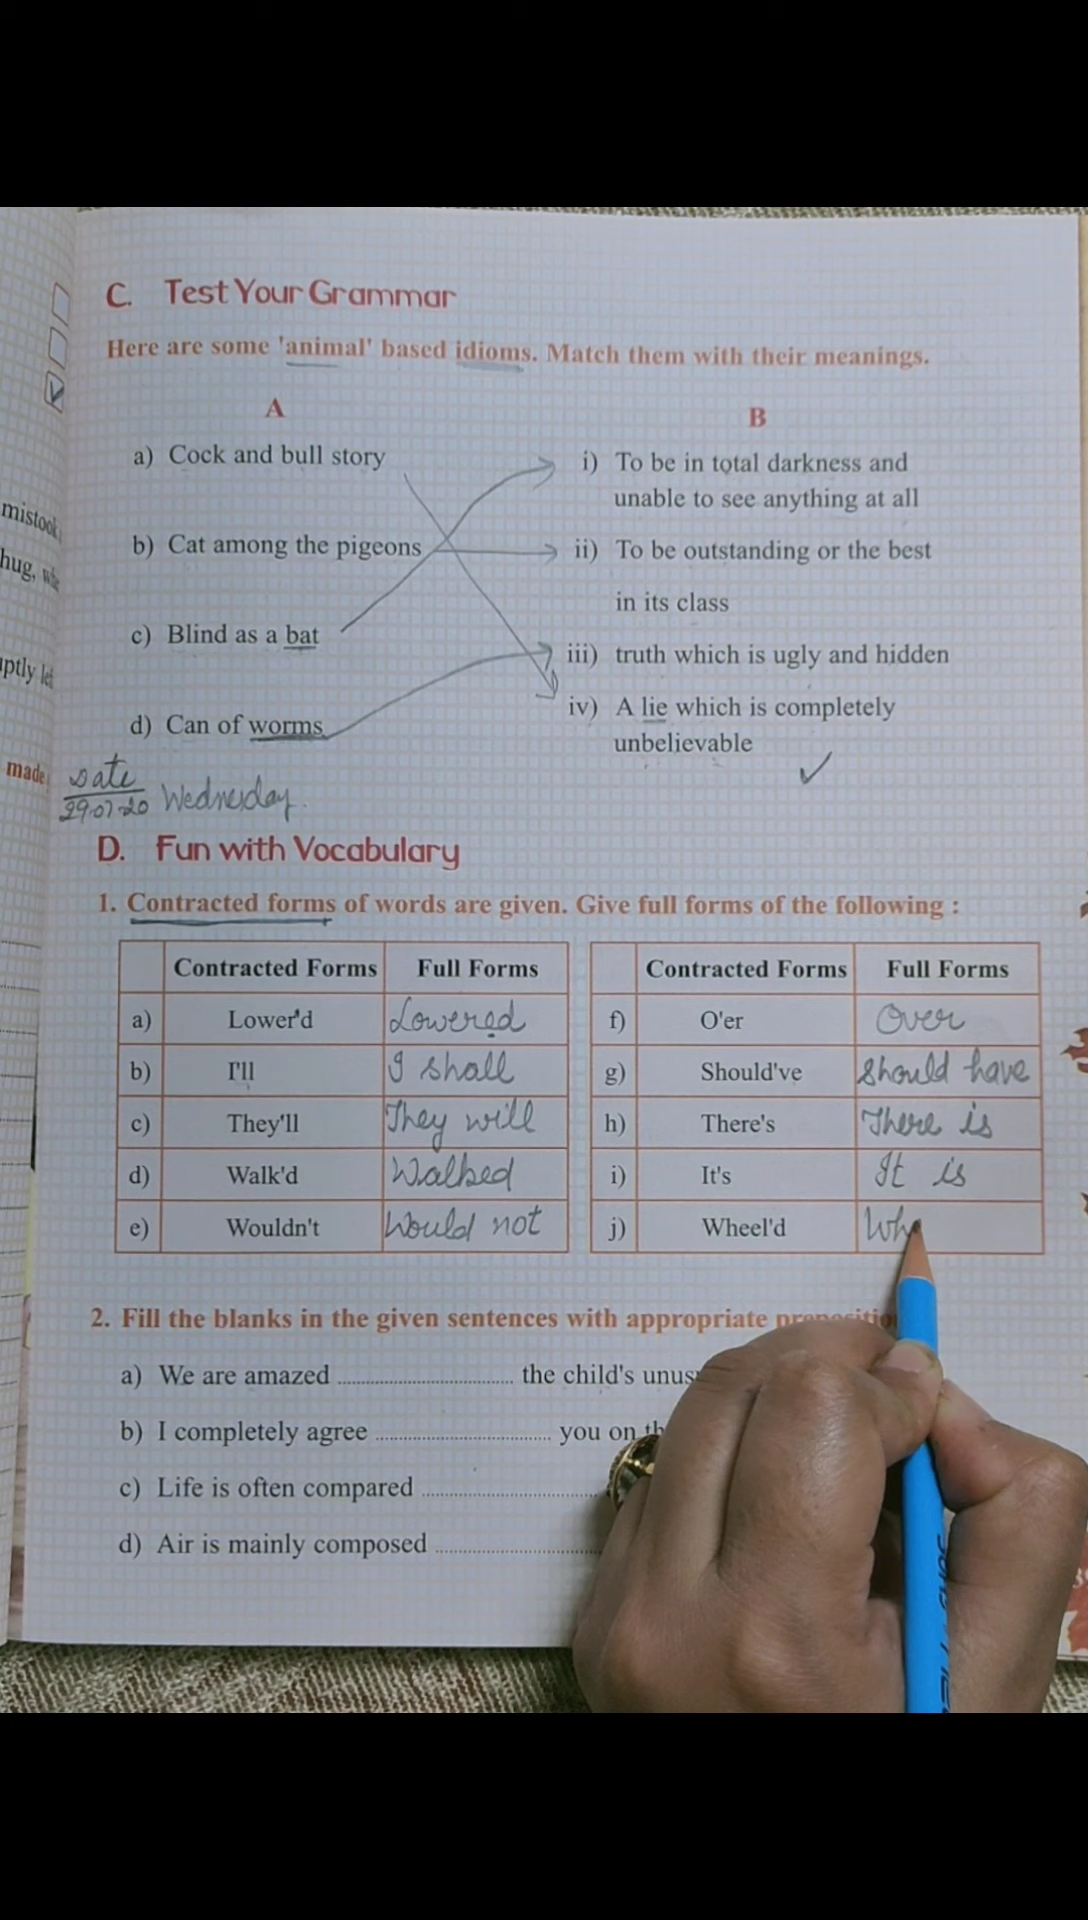 C. Test Your Grammar
Here are some 'animal' based idioms. Match them with their meanings.
A
B
a) Cock and bull story
i) To be in total darkness and
unable to see anything at all
b) Cat among the pigeons
ii) To be outstanding or the best
in its class
c) Blind as a bat
iii) truth which is ugly and hidden
d) Can of worms
iv) A lie which is completely
unbelievable
mistook
hug,
made
Date
29.07.20 Wednesday.
D. Fun with Vocabulary
1. Contracted forms of words are given. Give full forms of the following :
Contracted Forms Full Forms Contracted Forms Full Forms
a) Lower'd Lowered f) O'er Over
b) I'll I shall g) Should've Should have
c) They'll They will h) There's There is
d) Walk'd Walked i) It's It is
e) Wouldn't Would not j) Wheel'd Wh
2. Fill the blanks in the given sentences with appropriate
a) We are amazed ............ the child's
b) I completely agree ............ you on
c) Life is often compared ............
d) Air is mainly composed ............